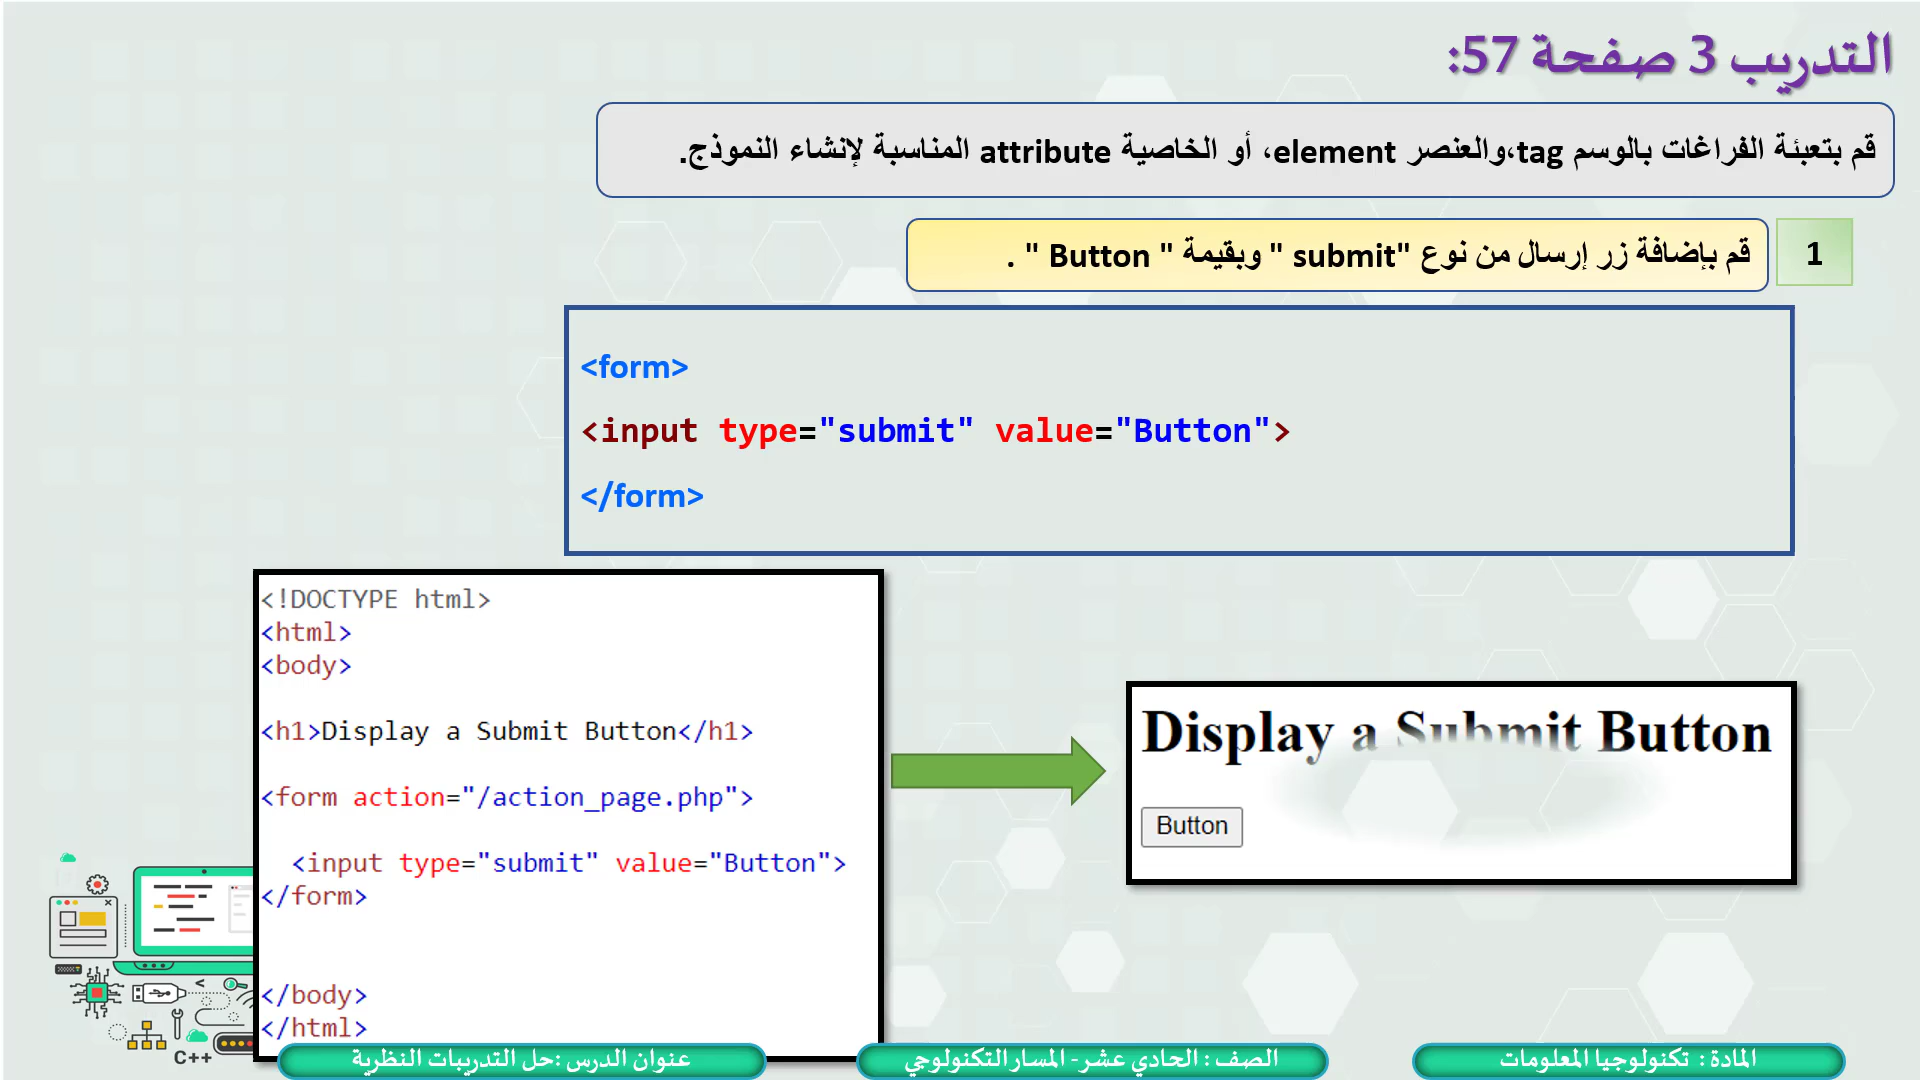 التدريب 3 صفحة 57:
قم بتعبئة الفراغات بالوسم tag،والعنصر element، أو الخاصية attribute المناسبة لإنشاء النموذج.
1
قم بإضافة زر إرسال من نوع "submit " وبقيمة " Button " .
<form>
<input type="submit" value="Button">
</form>
<!DOCTYPE html>
<html>
<body>
<h1>Display a Submit Button</h1>
<form action="/action_page.php">
<input type="submit" value="Button">
</form>
</body>
</html>
Display a Submit Button
Button
C++
المادة : تكنولوجيا المعلومات
الصف : الحادي عشر- المسار التكنولوجي
عنوان الدرس :حل التدريبات النظرية